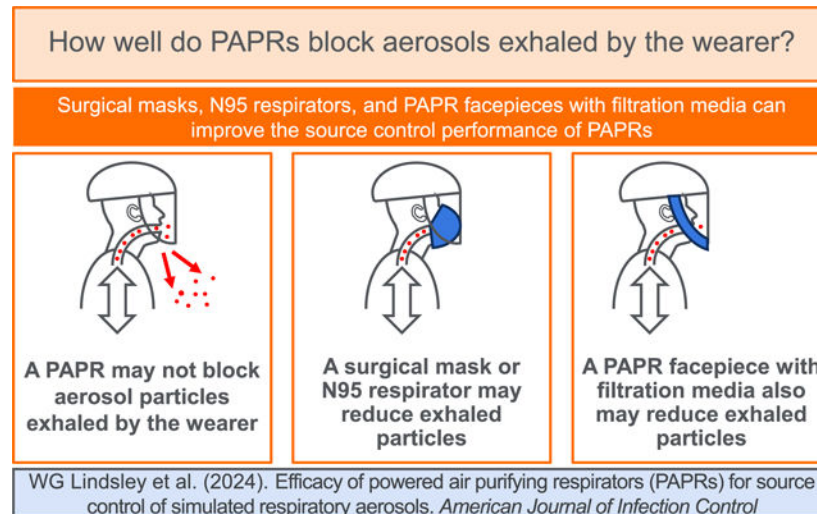 How well do PAPRs block aerosols exhaled by the wearer?
Surgical masks, N95 respirators, and PAPR facepieces with filtration media can
improve the source control performance of PAPRs
A PAPR may not block
aerosol particles
exhaled by the wearer
A surgical mask or
N95 respirator may
reduce exhaled
particles
A PAPR facepiece with
filtration media also
may reduce exhaled
particles
WG Lindsley et al. (2024). Efficacy of powered air purifying respirators (PAPRs) for source
control of simulated respiratory aerosols. American Journal of Infection Control